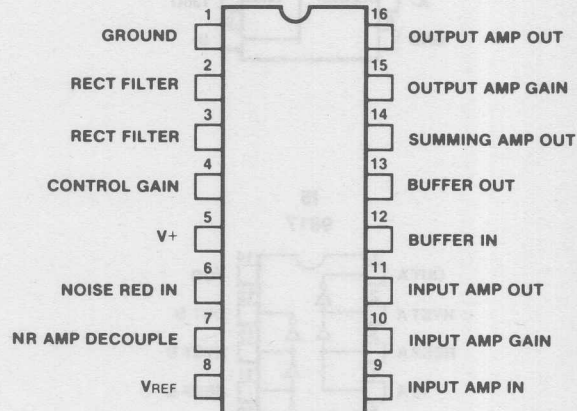 1 16
GROUND OUTPUT AMP OUT
2 15
RECT FILTER OUTPUT AMP GAIN
3 14
RECT FILTER SUMMING AMP OUT
4 13
CONTROL GAIN BUFFER OUT
5 12
V+ BUFFER IN
6 11
NOISE RED IN INPUT AMP OUT
7 10
NR AMP DECOUPLE INPUT AMP GAIN
8 9
VREF INPUT AMP IN